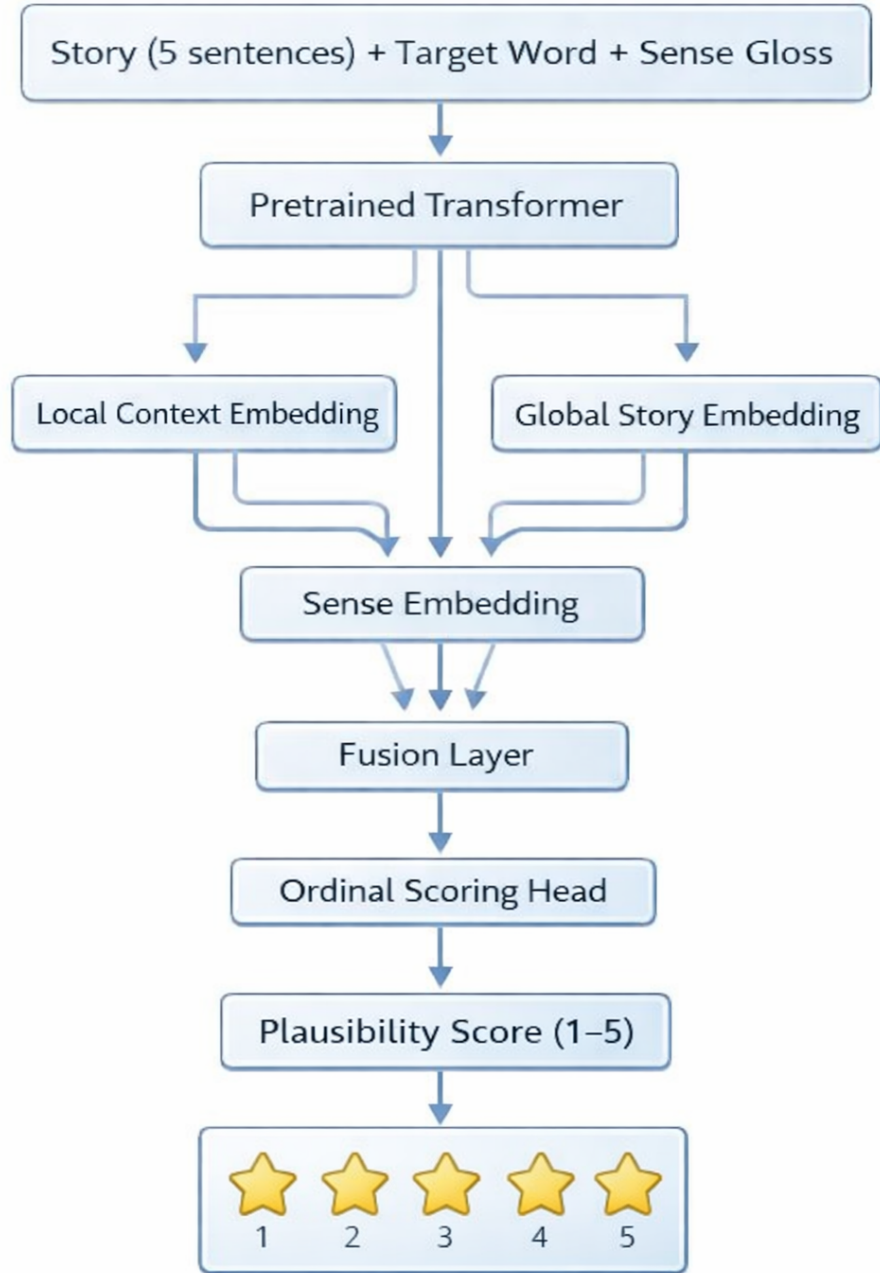 Story (5 sentences) + Target Word + Sense Gloss
Pretrained Transformer
Local Context Embedding
Global Story Embedding
Sense Embedding
Fusion Layer
Ordinal Scoring Head
Plausibility Score (1–5)
1 2 3 4 5